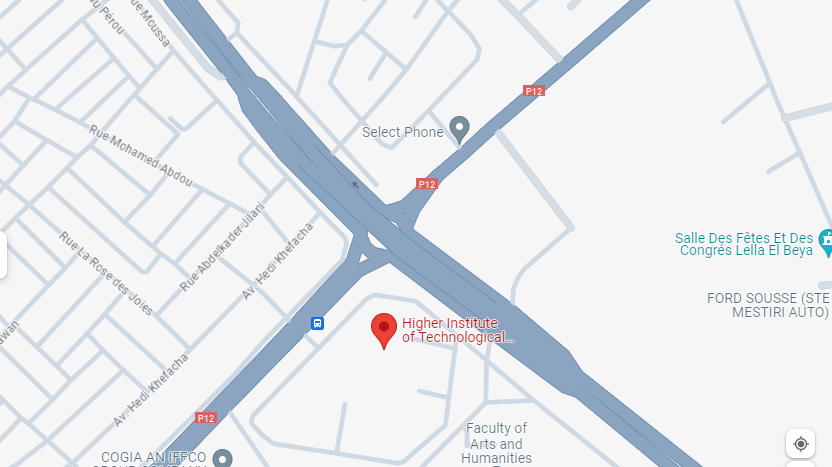 au Pérou
Rue Moussa
P12
Select Phone
Rue Mohamed Abdou
P12
Rue Abdelkader Jilani
Av. Hedi Khefacha
Rue La Rose des Joies
Salle Des Fêtes Et Des
Congrés Lella El Beya
FORD SOUSSE (STE
MESTIRI AUTO)
Higher Institute
of Technological...
Av. Hedi Khefacha
P12
Faculty of
Arts and
Humanities
COGIA AN IFFCO